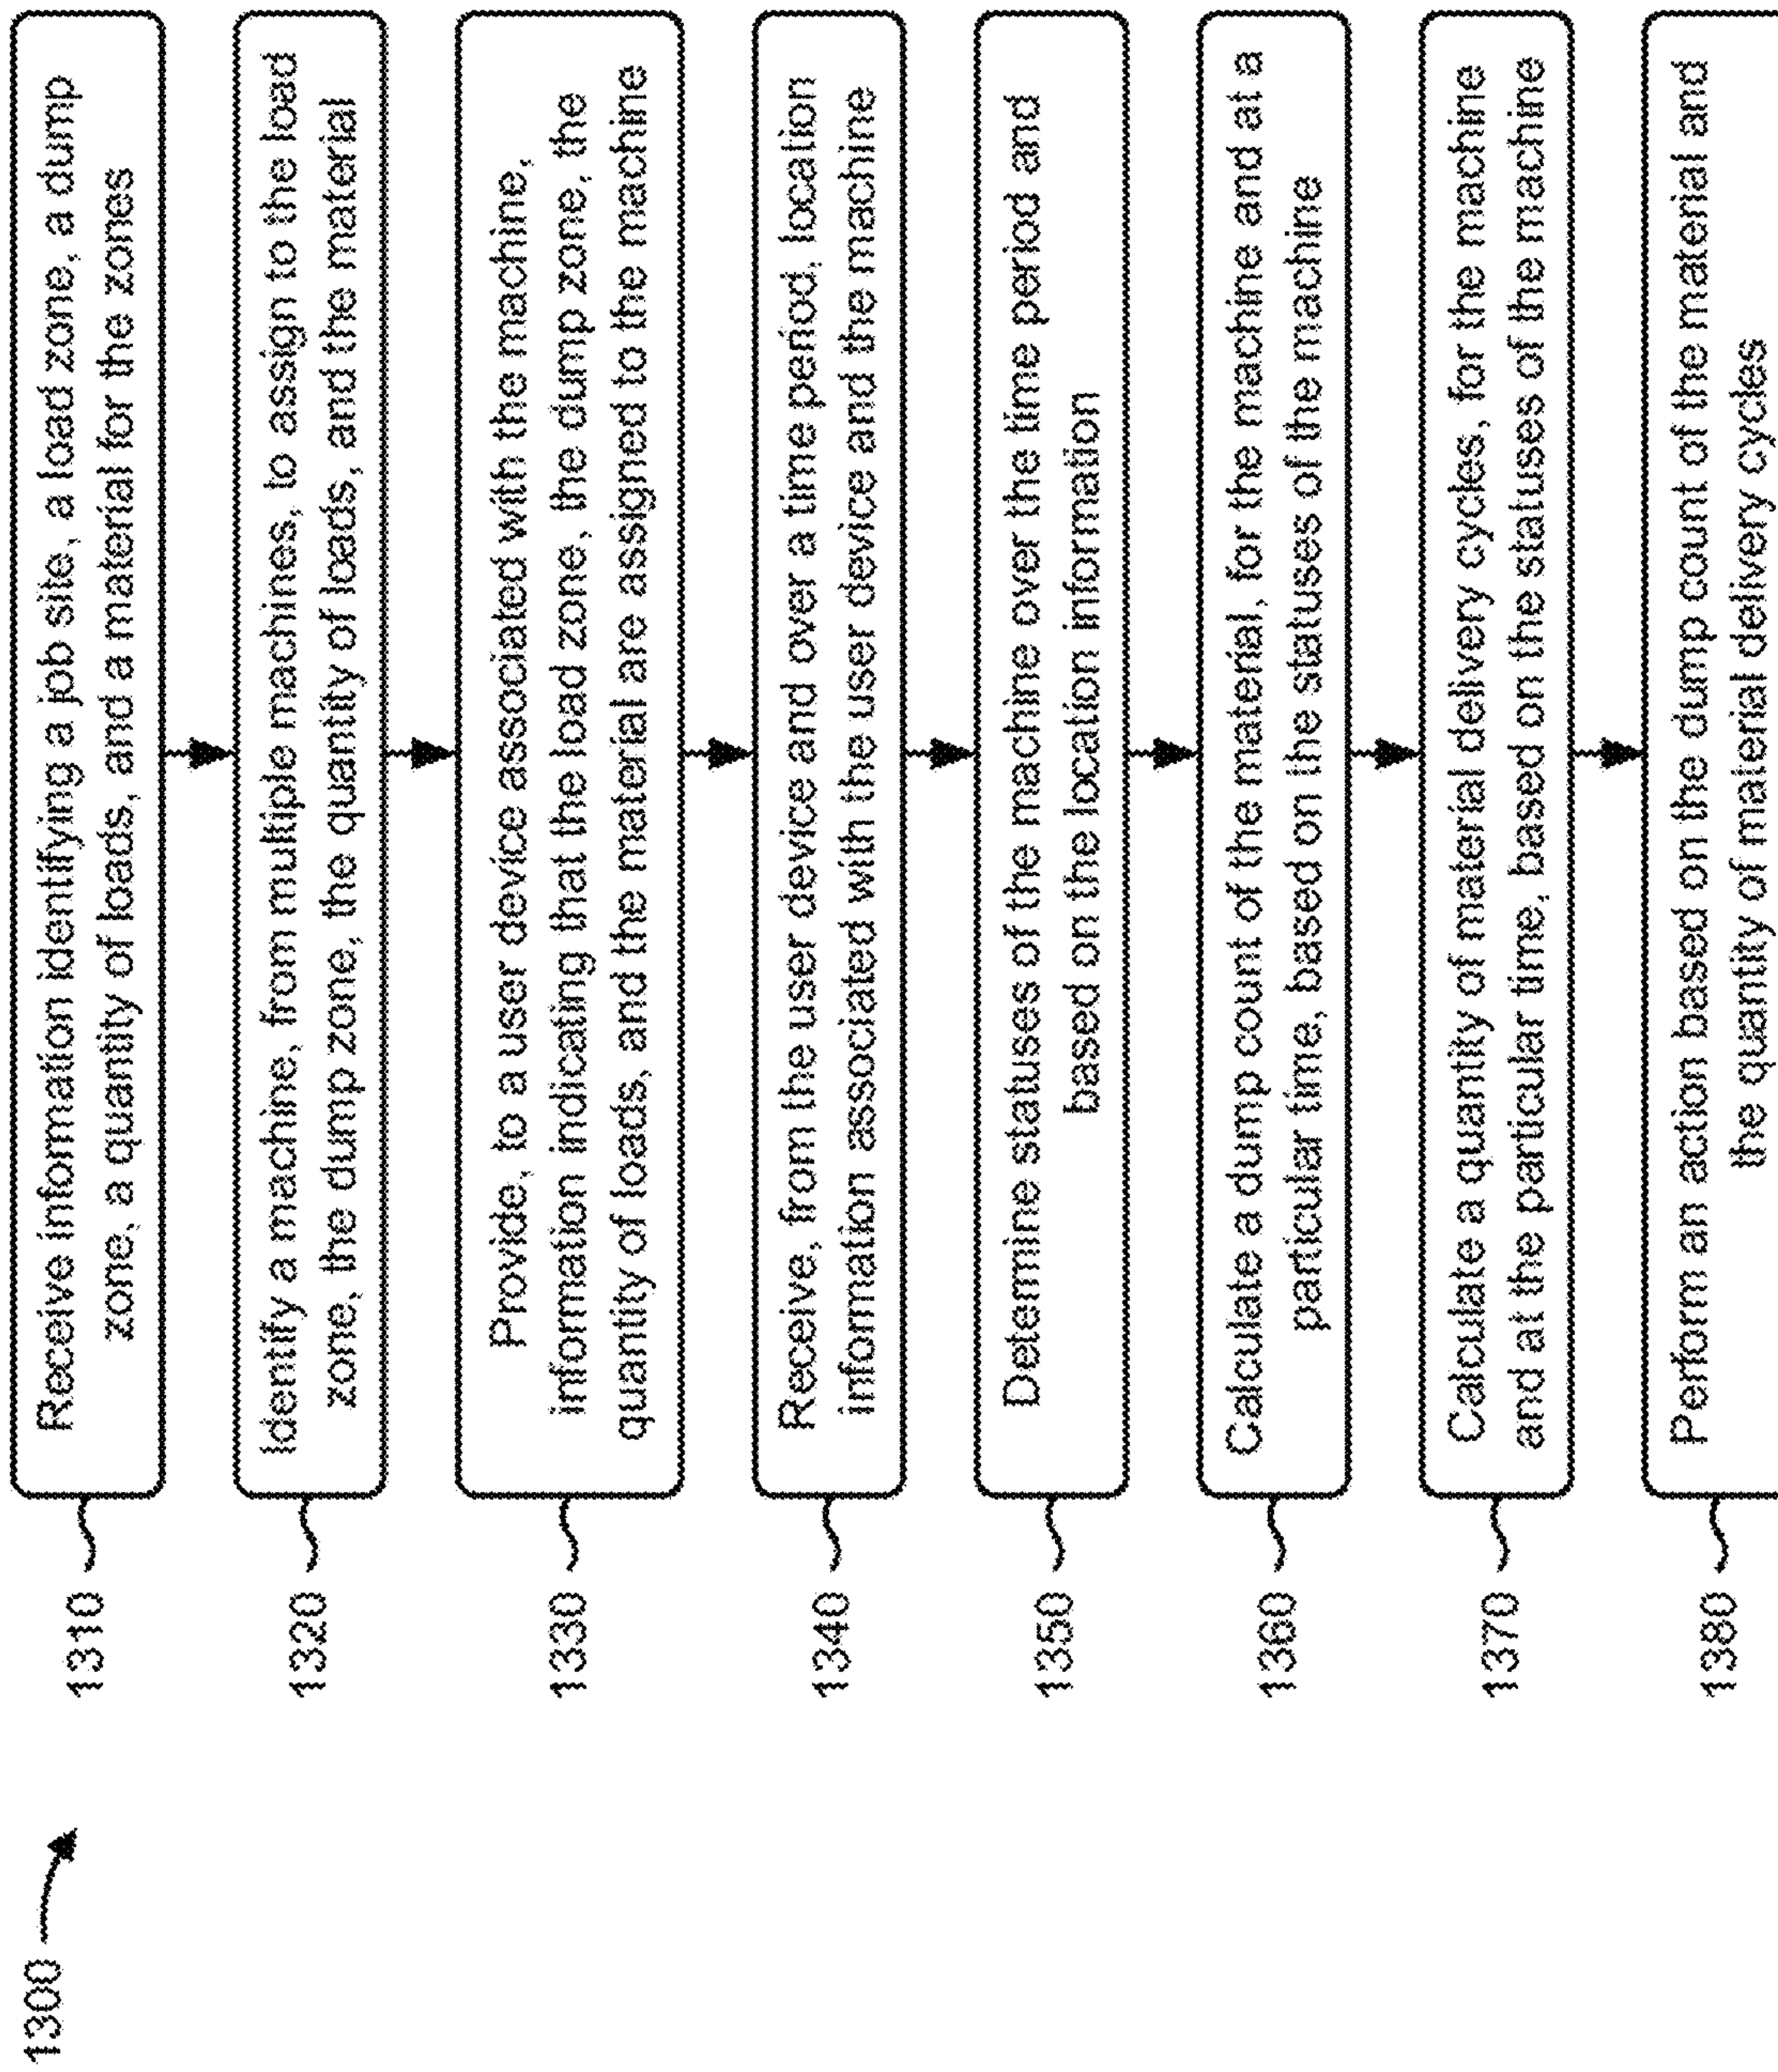 1300
1310
Receive information identifying a job site, a load zone, a dump
zone, a quantity of loads, and a material for the zones
1320
Identify a machine, from multiple machines, to assign to the load
zone, the dump zone, the quantity of loads, and the material
1330
Provide, to a user device associated with the machine,
information indicating that the load zone, the dump zone, the
quantity of loads, and the material are assigned to the machine
1340
Receive, from the user device and over a time period, location
information associated with the user device and the machine
1350
Determine statuses of the machine over the time period and
based on the location information
1360
Calculate a dump count of the material, for the machine and at a
particular time, based on the statuses of the machine
1370
Calculate a quantity of material delivery cycles, for the machine
and at the particular time, based on the statuses of the machine
1380
Perform an action based on the dump count of the material and
the quantity of material delivery cycles